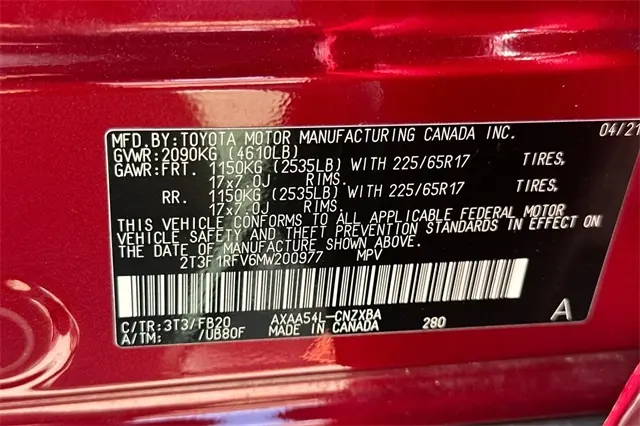 MFD.BY:TOYOTA MOTOR MANUFACTURING CANADA INC. 04/21
GVWR:2090KG (4610LB)
GAWR:FRT. 1150KG (2535LB) WITH 225/65R17 TIRES,
17x7.0J RIMS.
RR. 1150KG (2535LB) WITH 225/65R17 TIRES,
17x7.0J RIMS.
THIS VEHICLE CONFORMS TO ALL APPLICABLE FEDERAL MOTOR
VEHICLE SAFETY AND THEFT PREVENTION STANDARDS IN EFFECT ON
THE DATE OF MANUFACTURE SHOWN ABOVE.
2T3F1RFV6MW200977 MPV
C/TR:3T3/FB20 AXAA54L-CNZXBA A
A/TM: /UB80F MADE IN CANADA 280